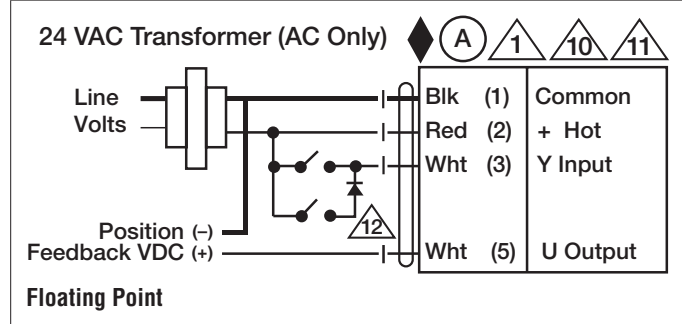 24 VAC Transformer (AC Only) A 1 10 11
Line
Volts
Blk (1) Common
Red (2) + Hot
Wht (3) Y Input
12
Position (–)
Feedback VDC (+)
Wht (5) U Output
Floating Point